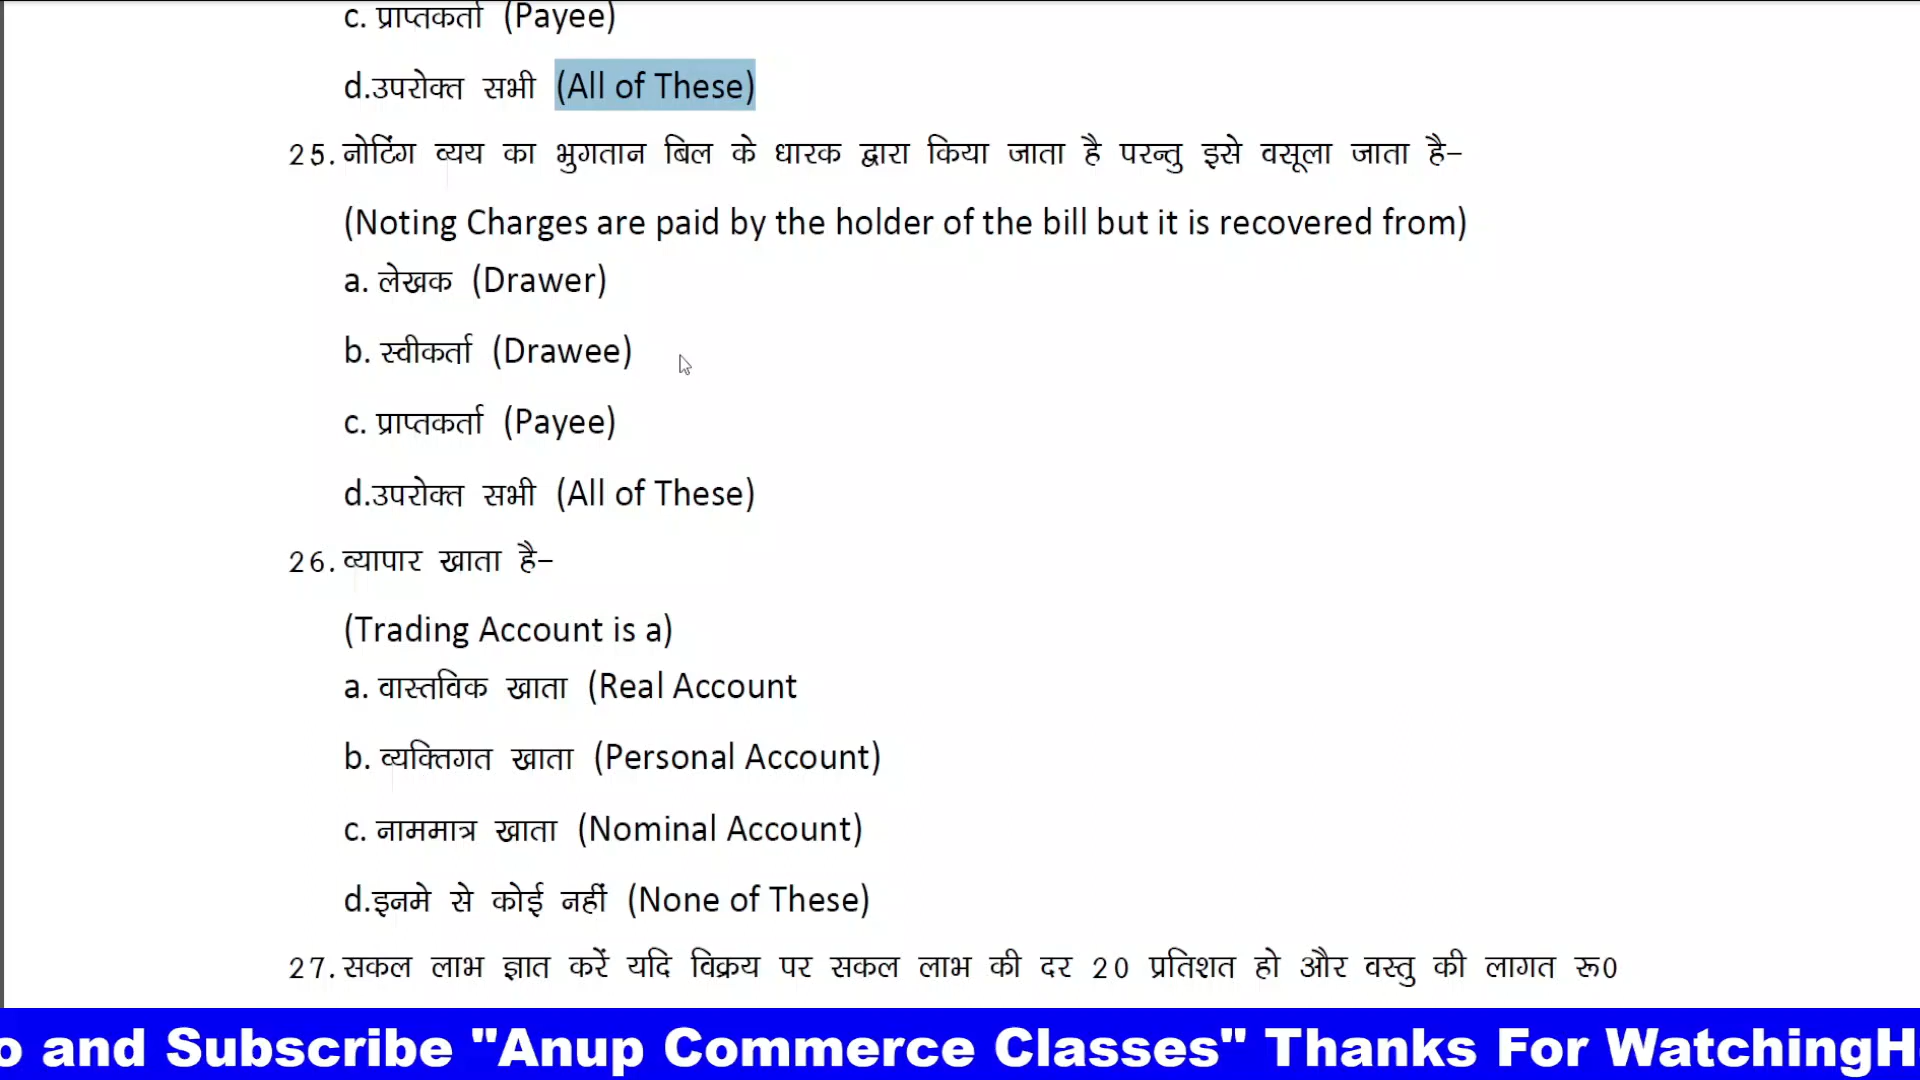 c. प्राप्तकर्ता (Payee)
d.उपरोक्त सभी (All of These)
25.नोटिंग व्यय का भुगतान बिल के धारक द्वारा किया जाता है परन्तु इसे वसूला जाता है-
(Noting Charges are paid by the holder of the bill but it is recovered from)
a. लेखक (Drawer)
b. स्वीकर्ता (Drawee)
c. प्राप्तकर्ता (Payee)
d.उपरोक्त सभी (All of These)
26.व्यापार खाता है-
(Trading Account is a)
a. वास्तविक खाता (Real Account
b. व्यक्तिगत खाता (Personal Account)
c. नाममात्र खाता (Nominal Account)
d.इनमे से कोई नहीं (None of These)
27.सकल लाभ ज्ञात करें यदि विक्रय पर सकल लाभ की दर 20 प्रतिशत हो और वस्तु की लागत रू0
o and Subscribe "Anup Commerce Classes" Thanks For WatchingH